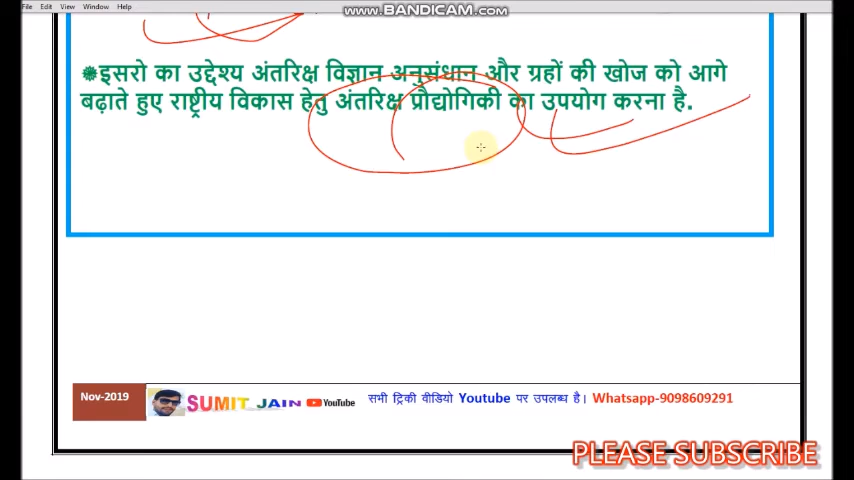 File Edit View Window Help
www.BANDICAM.com
इसरो का उद्देश्य अंतरिक्ष विज्ञान अनुसंधान और ग्रहों की खोज को आगे
बढ़ाते हुए राष्ट्रीय विकास हेतु अंतरिक्ष प्रौद्योगिकी का उपयोग करना है.
Nov-2019
SUMIT JAIN YouTube
सभी ट्रिकी वीडियो Youtube पर उपलब्ध है। Whatsapp-9098609291
PLEASE SUBSCRIBE